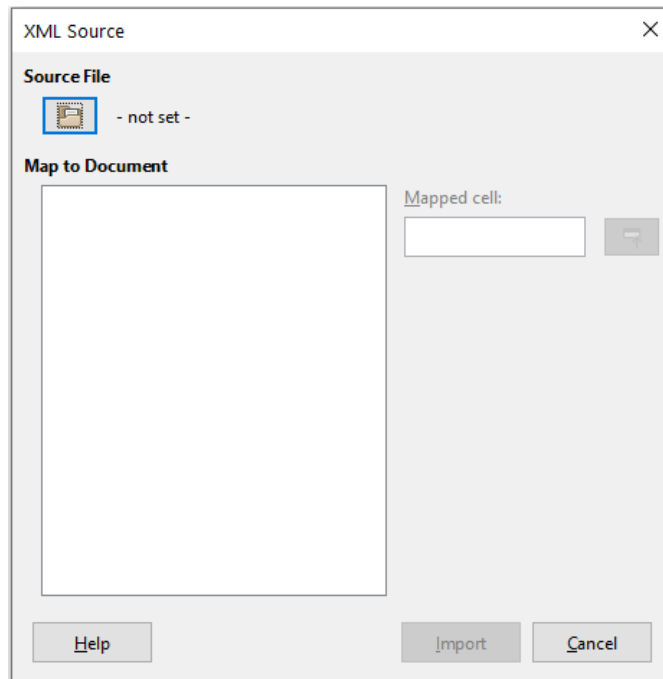 XML Source
Source File
- not set -
Map to Document
Mapped cell:
Help
Import
Cancel